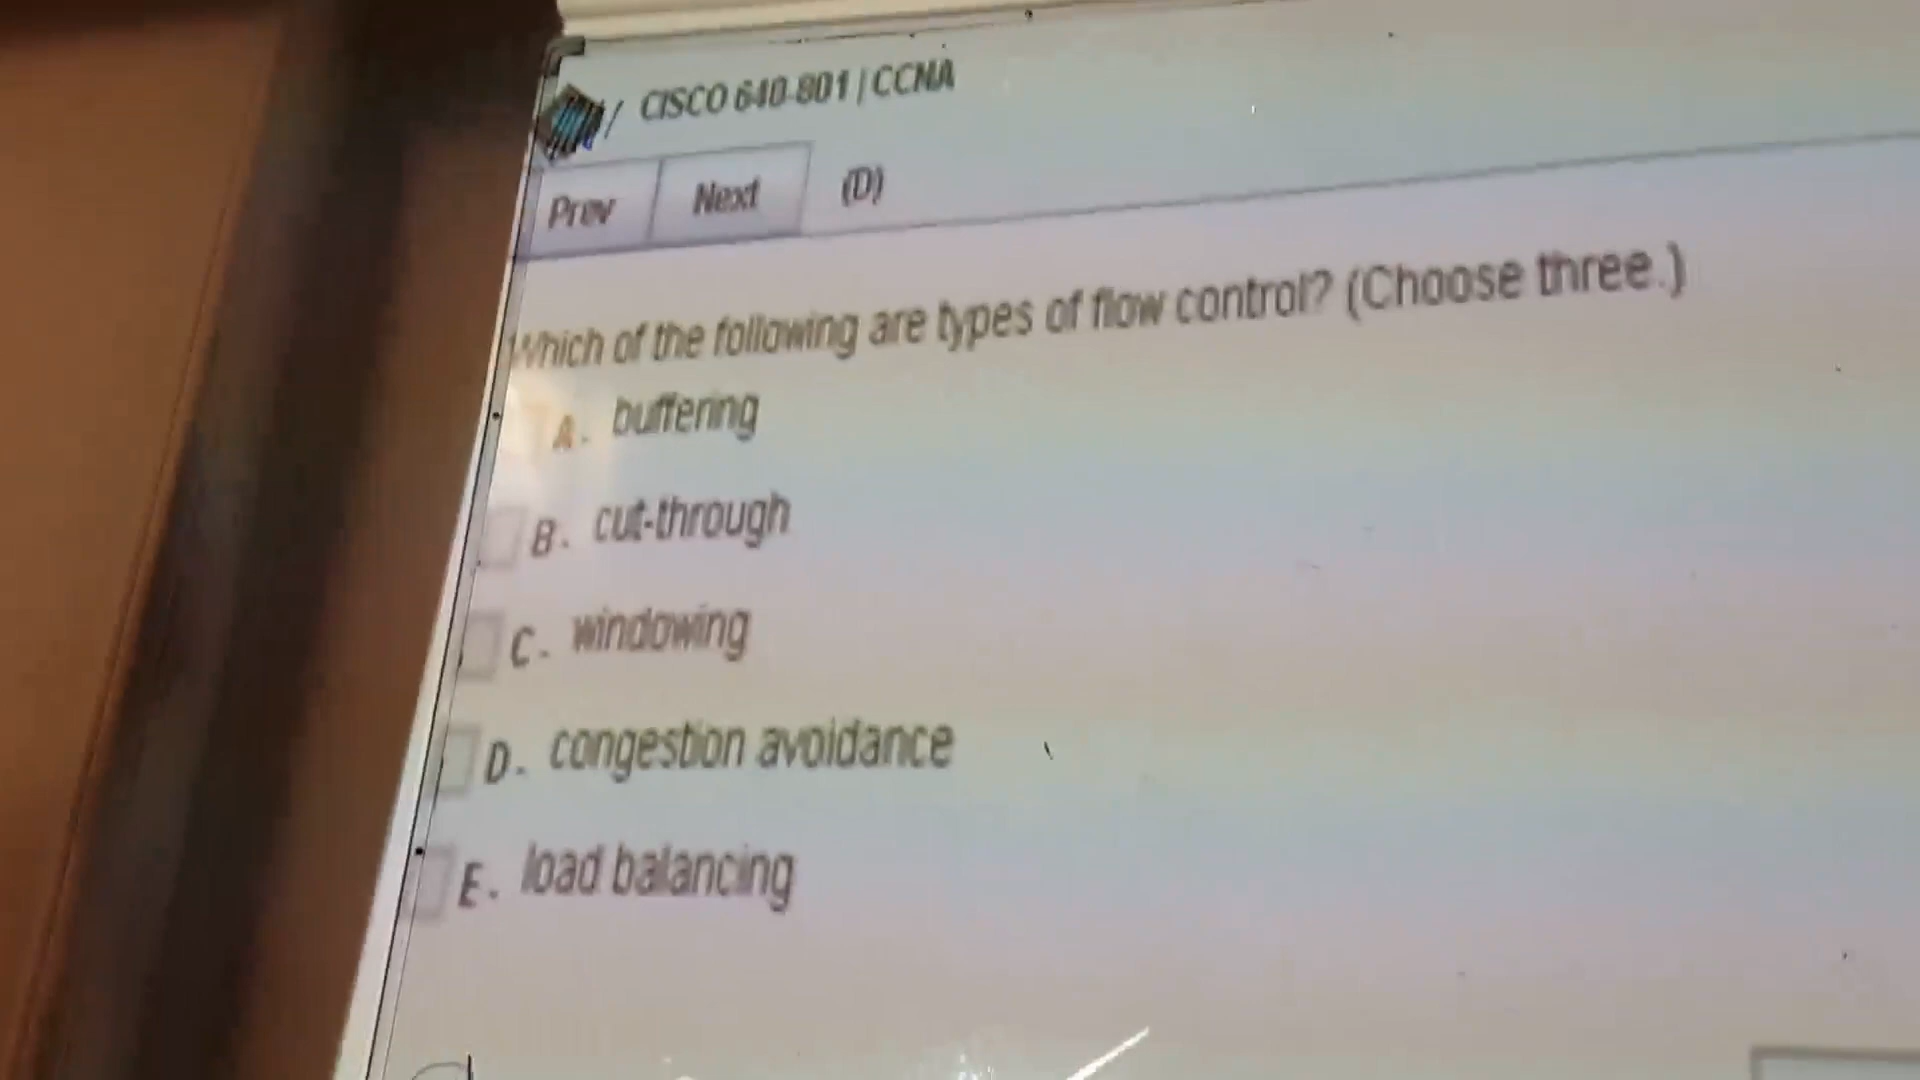 / CISCO 640-801 | CCNA
Prev Next (D)
Which of the following are types of flow control? (Choose three.)
A. buffering
B. cut-through
C. windowing
D. congestion avoidance
E. load balancing